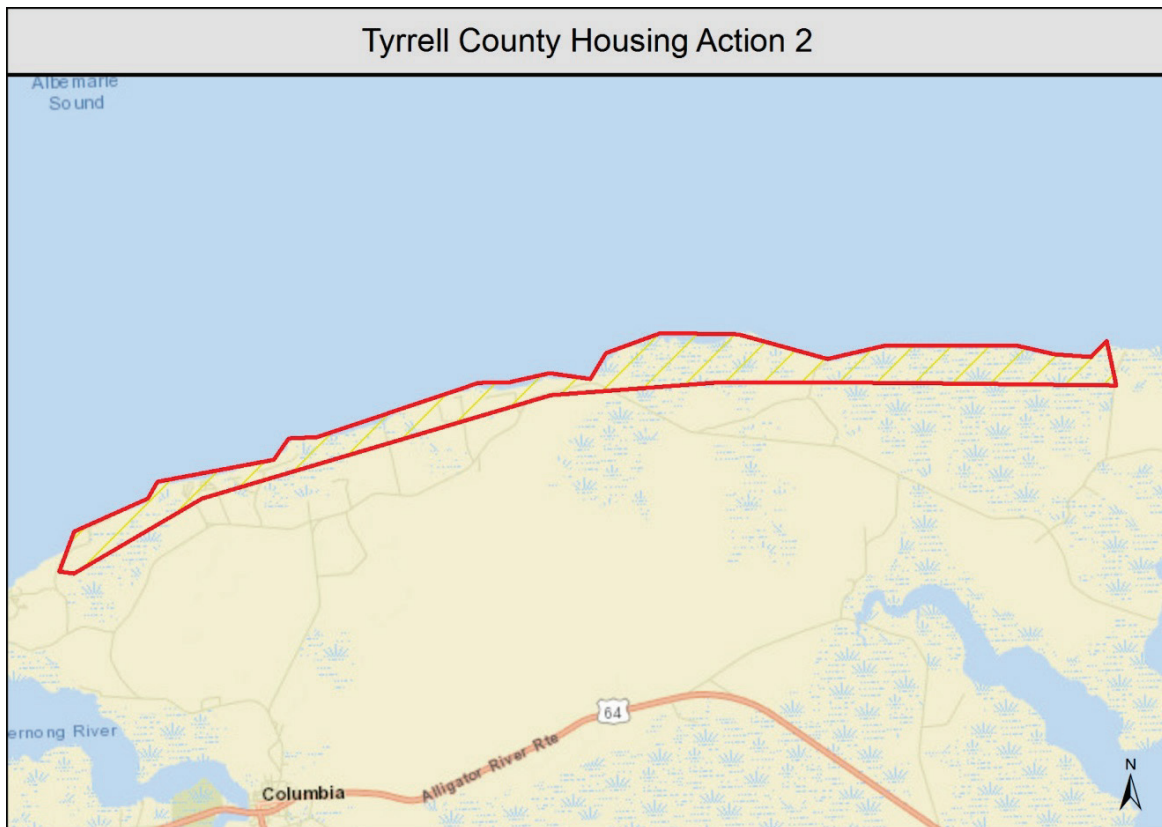 Tyrrell County Housing Action 2
Albemarle
Sound
64
Alligator River Rte
ernong River
Columbia
N